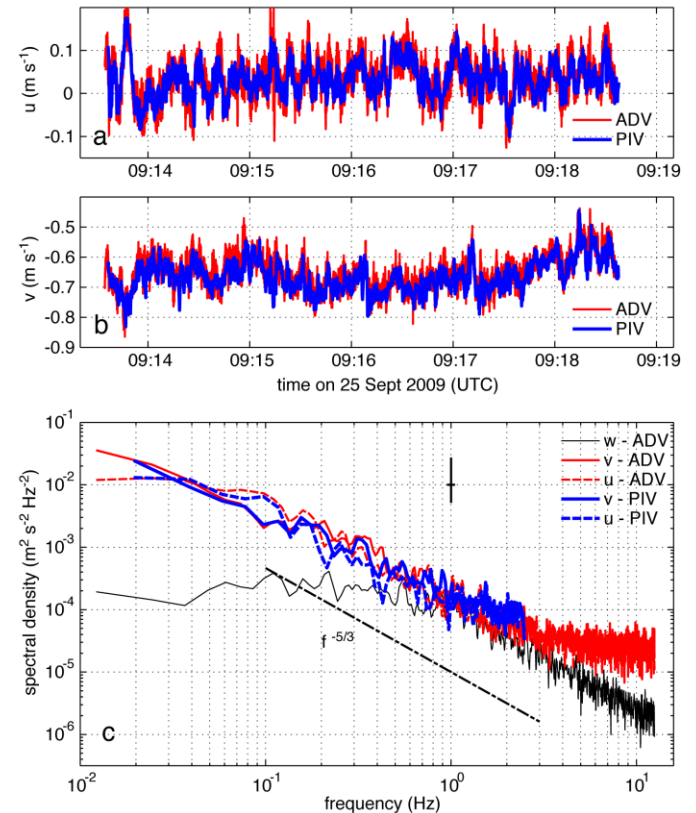 u (m s⁻¹)
0.1
0
-0.1
a
ADV
PIV
09:14 09:15 09:16 09:17 09:18 09:19
v (m s⁻¹)
-0.5
-0.6
-0.7
-0.8
-0.9
b
ADV
PIV
09:14 09:15 09:16 09:17 09:18 09:19
time on 25 Sept 2009 (UTC)
spectral density (m² s⁻² Hz⁻²)
10⁻¹
10⁻²
10⁻³
10⁻⁴
10⁻⁵
10⁻⁶
w - ADV
v - ADV
u - ADV
v - PIV
u - PIV
f ⁻⁵/³
c
10⁻² 10⁻¹ 10⁰ 10¹
frequency (Hz)